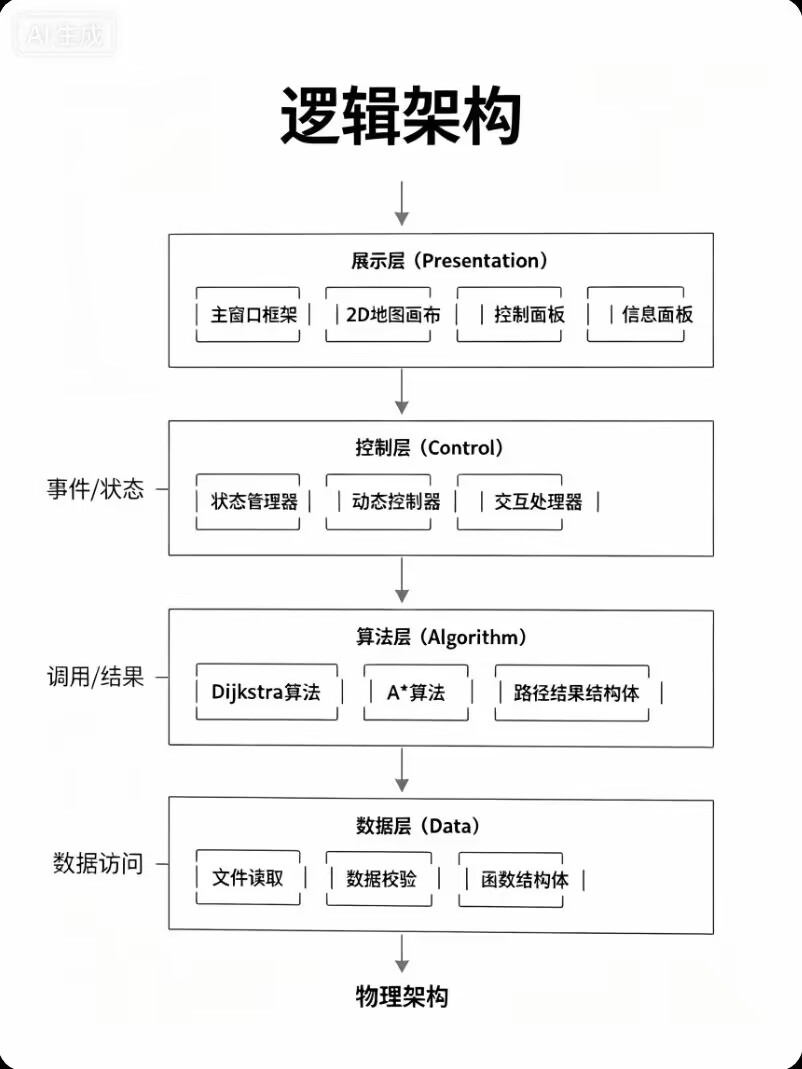 AI生成
逻辑架构
展示层（Presentation）
主窗口框架
2D地图画布
控制面板
信息面板
控制层（Control）
事件/状态
状态管理器
动态控制器
交互处理器
算法层（Algorithm）
调用/结果
Dijkstra算法
A*算法
路径结果结构体
数据层（Data）
数据访问
文件读取
数据校验
函数结构体
物理架构